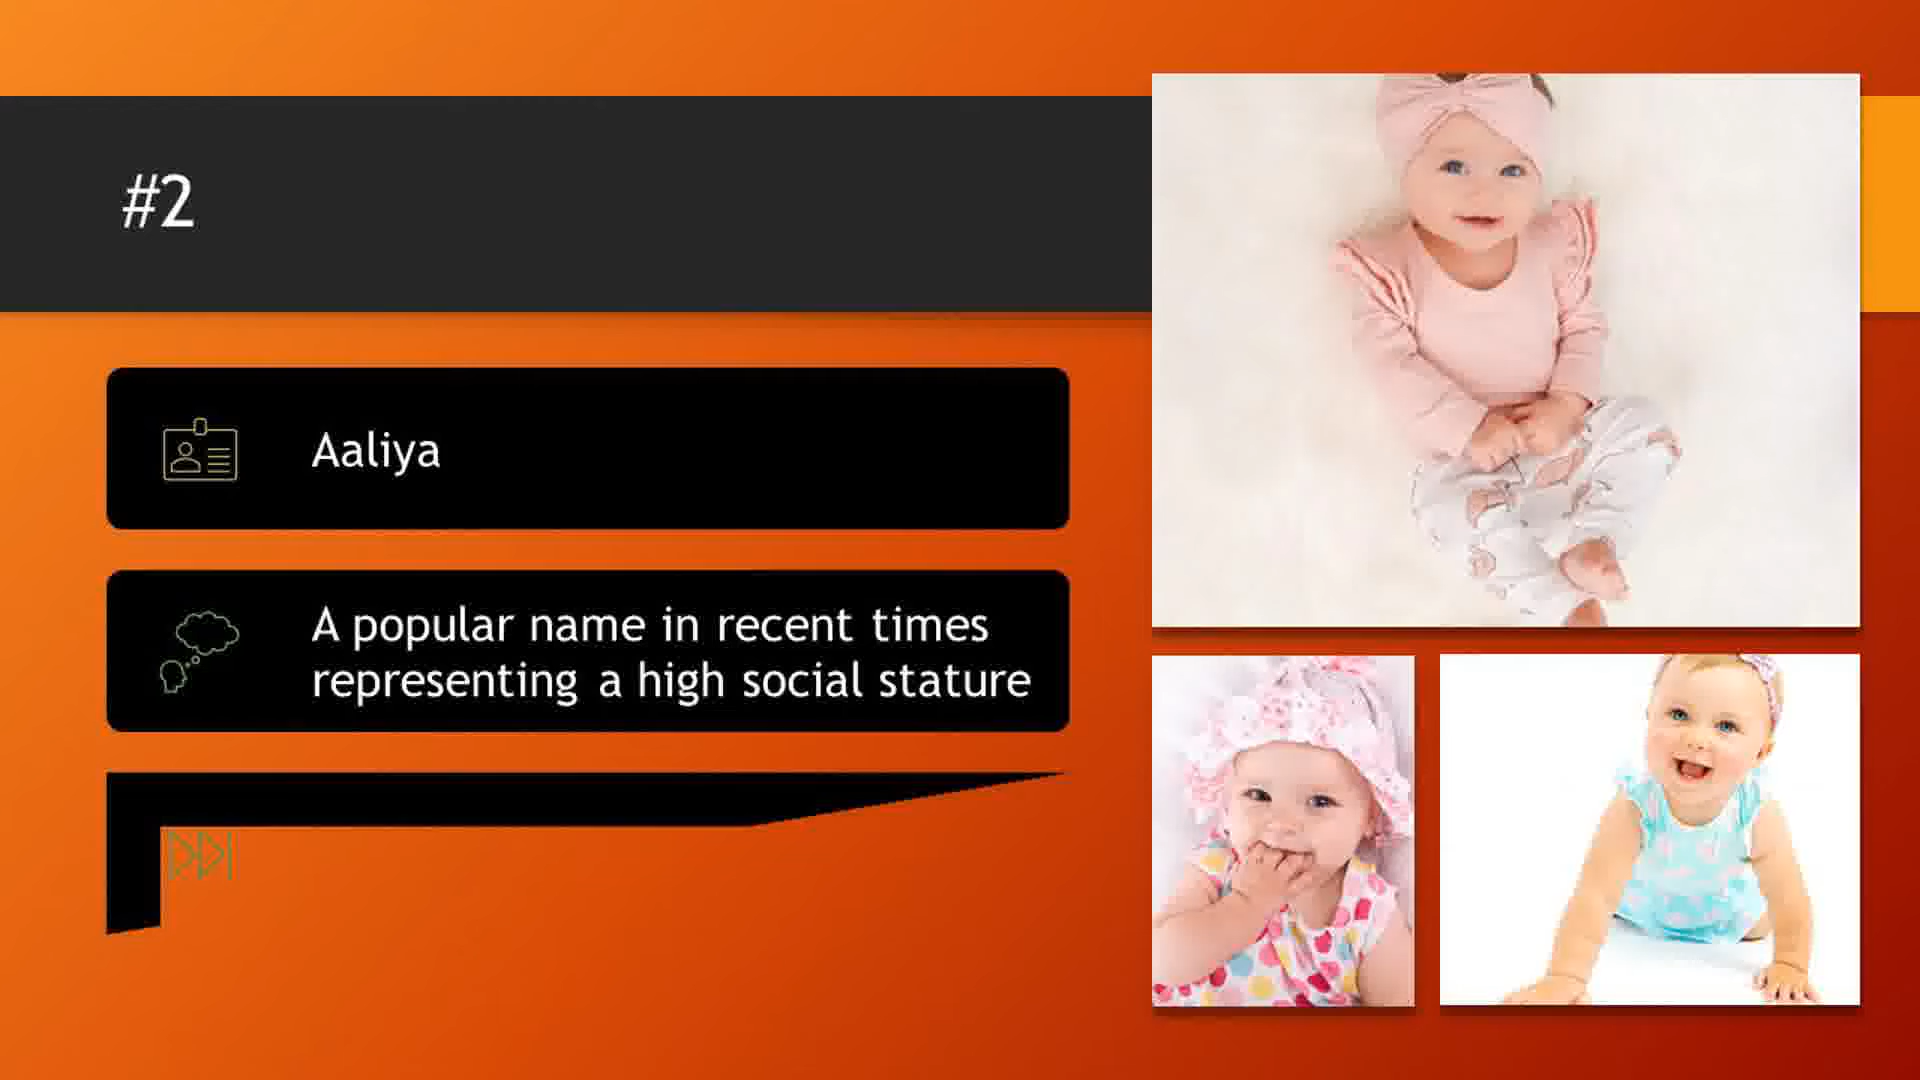 #2
Aaliya
A popular name in recent times
representing a high social stature